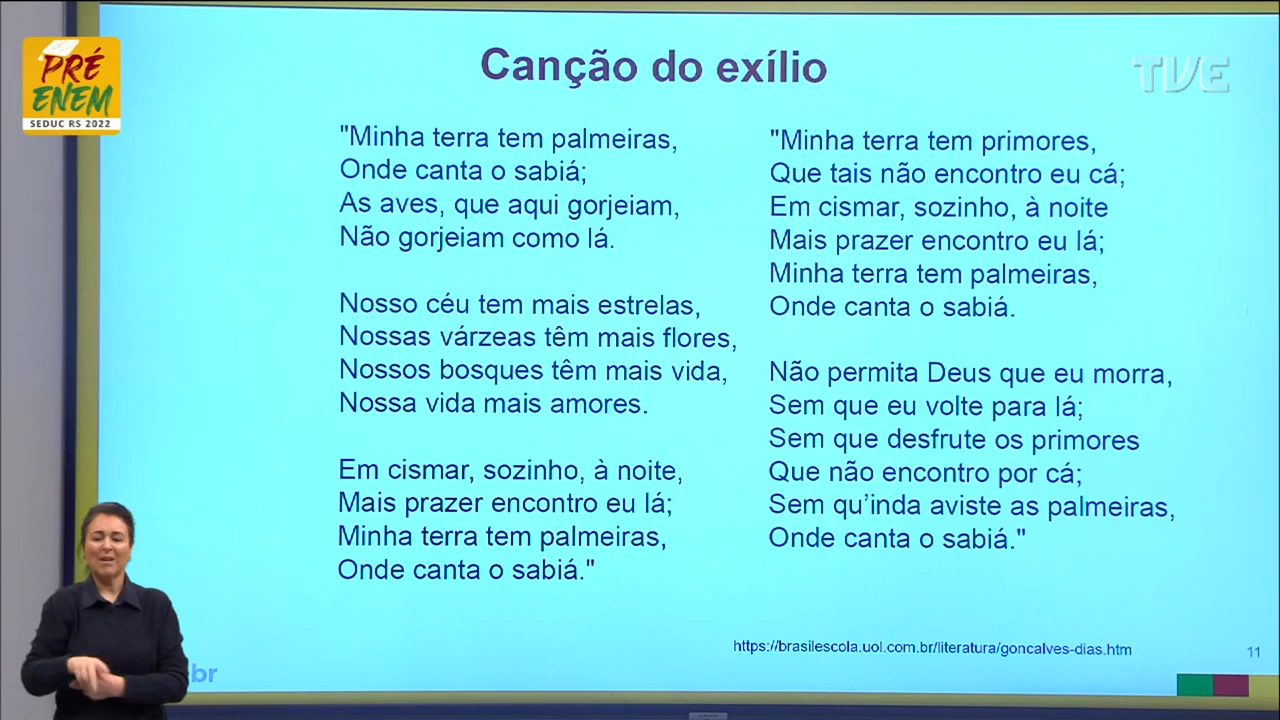 PRÉ
ENEM
SEDUC RS 2022
TVE
Canção do exílio
"Minha terra tem palmeiras,
Onde canta o sabiá;
As aves, que aqui gorjeiam,
Não gorjeiam como lá.
Nosso céu tem mais estrelas,
Nossas várzeas têm mais flores,
Nossos bosques têm mais vida,
Nossa vida mais amores.
Em cismar, sozinho, à noite,
Mais prazer encontro eu lá;
Minha terra tem palmeiras,
Onde canta o sabiá."
"Minha terra tem primores,
Que tais não encontro eu cá;
Em cismar, sozinho, à noite
Mais prazer encontro eu lá;
Minha terra tem palmeiras,
Onde canta o sabiá.
Não permita Deus que eu morra,
Sem que eu volte para lá;
Sem que desfrute os primores
Que não encontro por cá;
Sem qu’inda aviste as palmeiras,
Onde canta o sabiá."
https://brasilescola.uol.com.br/literatura/goncalves-dias.htm
11
br